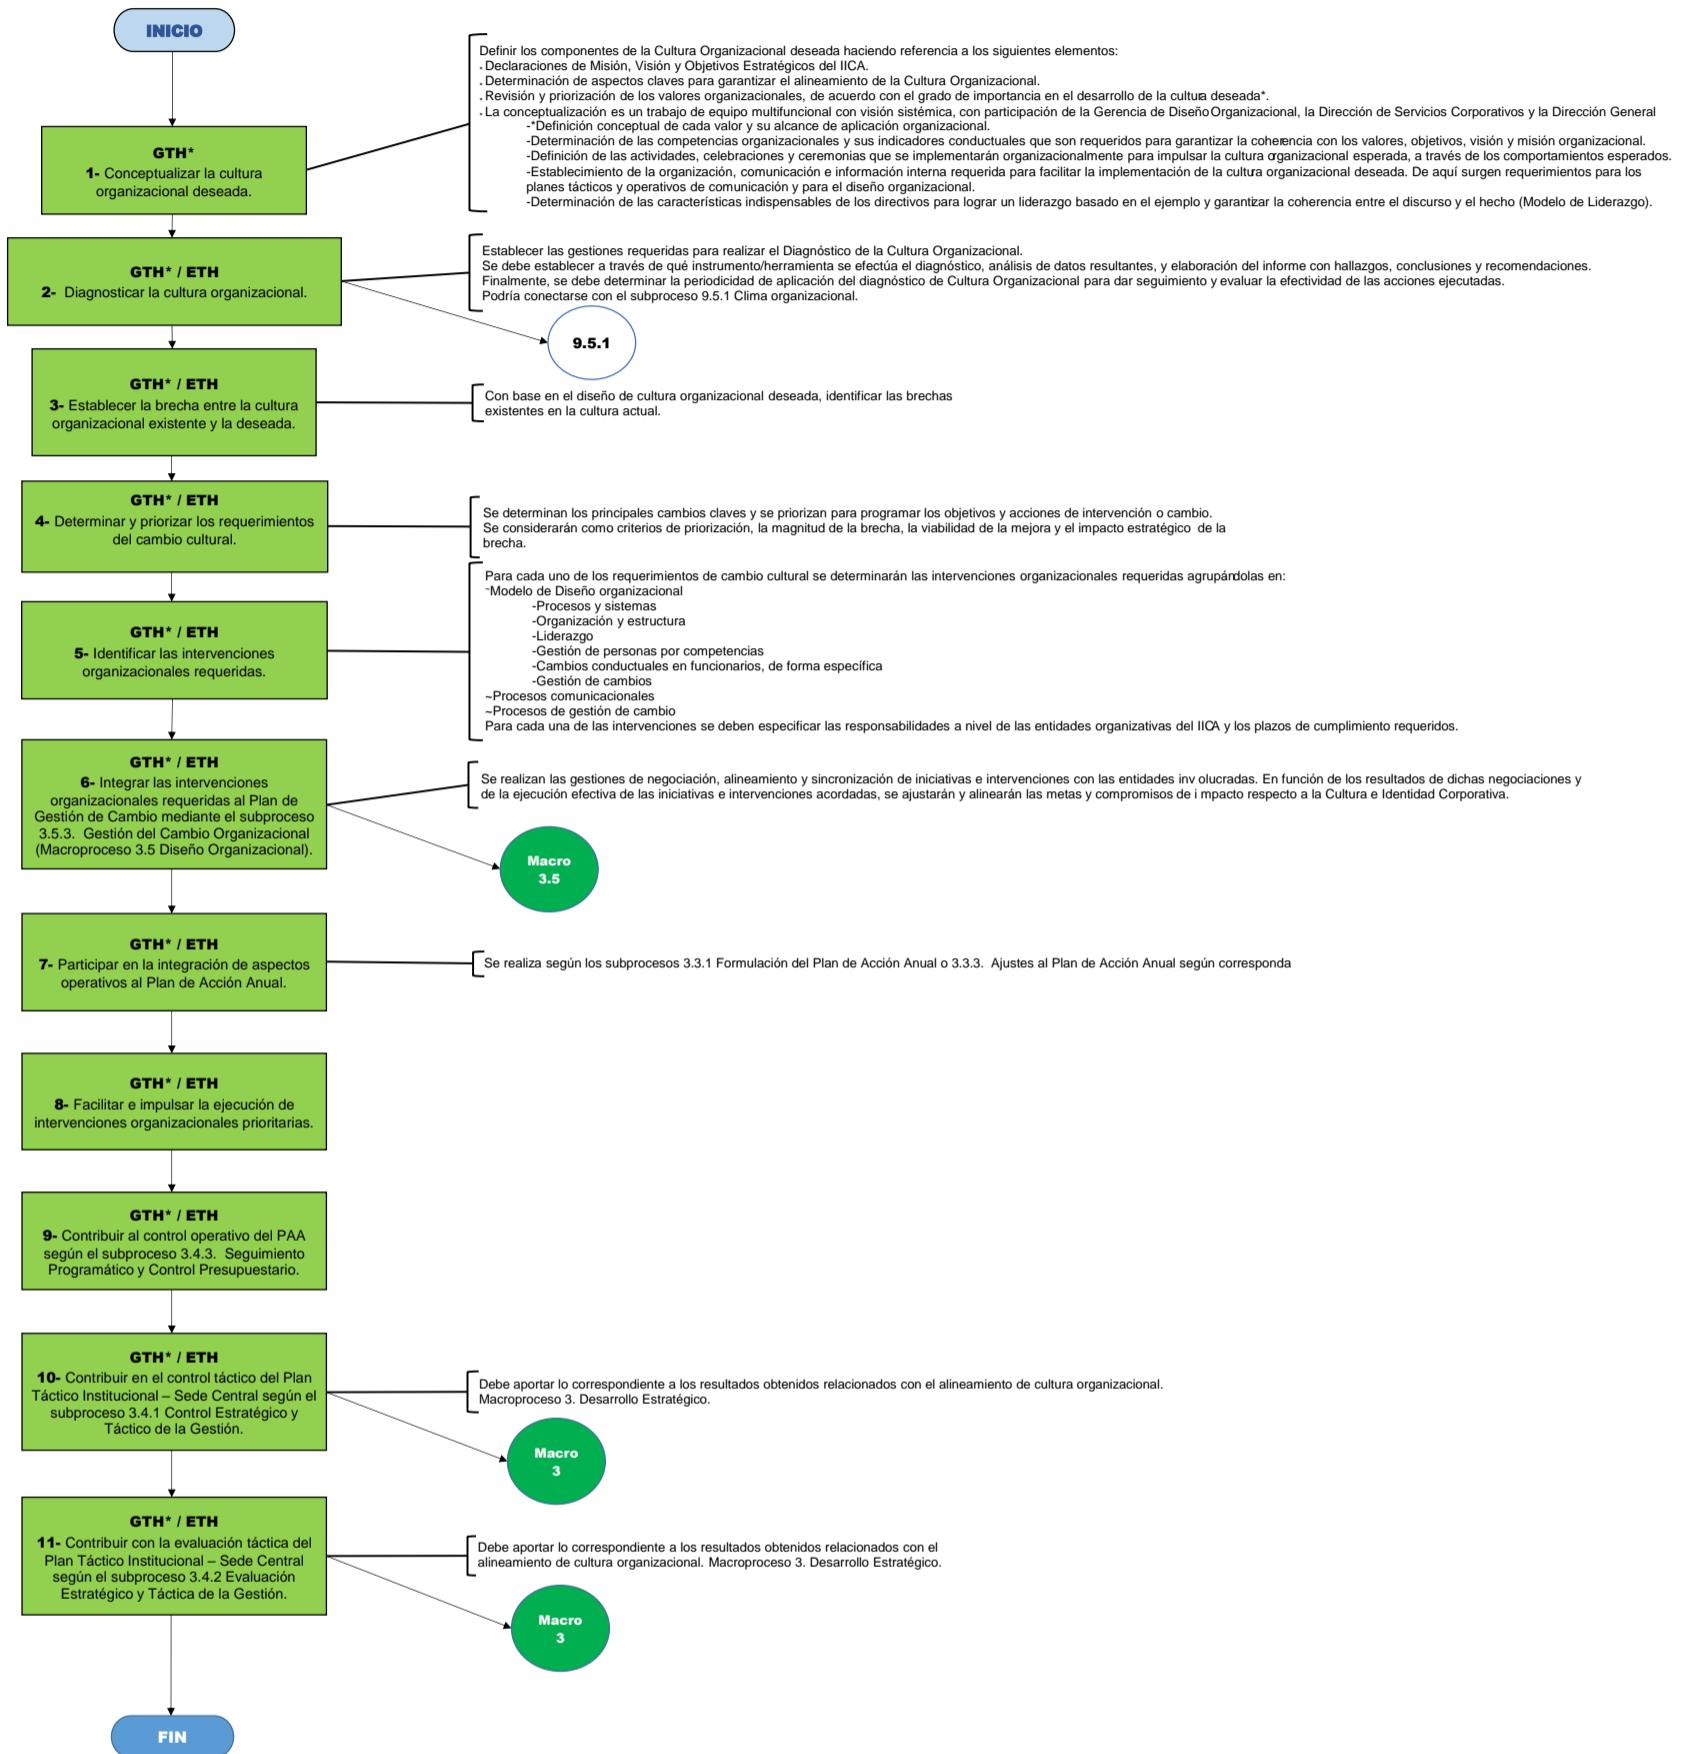 INICIO
Definir los componentes de la Cultura Organizacional deseada haciendo referencia a los siguientes elementos:
. Declaraciones de Misión, Visión y Objetivos Estratégicos del IICA.
. Determinación de aspectos claves para garantizar el alineamiento de la Cultura Organizacional.
. Revisión y priorización de los valores organizacionales, de acuerdo con el grado de importancia en el desarrollo de la cultura deseada*.
. La conceptualización es un trabajo de equipo multifuncional con visión sistémica, con participación de la Gerencia de Diseño Organizacional, la Dirección de Servicios Corporativos y la Dirección General
-*Definición conceptual de cada valor y su alcance de aplicación organizacional.
-Determinación de las competencias organizacionales y sus indicadores conductuales que son requeridos para garantizar la coherencia con los valores, objetivos, visión y misión organizacional.
-Definición de las actividades, celebraciones y ceremonias que se implementarán organizacionalmente para impulsar la cultura organizacional esperada, a través de los comportamientos esperados.
-Establecimiento de la organización, comunicación e información interna requerida para facilitar la implementación de la cultura organizacional deseada. De aquí surgen requerimientos para los
planes tácticos y operativos de comunicación y para el diseño organizacional.
-Determinación de las características indispensables de los directivos para lograr un liderazgo basado en el ejemplo y garantizar la coherencia entre el discurso y el hecho (Modelo de Liderazgo).
GTH*
1- Conceptualizar la cultura
organizacional deseada.
GTH* / ETH
2- Diagnosticar la cultura organizacional.
Establecer las gestiones requeridas para realizar el Diagnóstico de la Cultura Organizacional.
Se debe establecer a través de qué instrumento/herramienta se efectúa el diagnóstico, análisis de datos resultantes, y elaboración del informe con hallazgos, conclusiones y recomendaciones.
Finalmente, se debe determinar la periodicidad de aplicación del diagnóstico de Cultura Organizacional para dar seguimiento y evaluar la efectividad de las acciones ejecutadas.
Podría conectarse con el subproceso 9.5.1 Clima organizacional.
9.5.1
GTH* / ETH
3- Establecer la brecha entre la cultura
organizacional existente y la deseada.
Con base en el diseño de cultura organizacional deseada, identificar las brechas
existentes en la cultura actual.
GTH* / ETH
4- Determinar y priorizar los requerimientos
del cambio cultural.
Se determinan los principales cambios claves y se priorizan para programar los objetivos y acciones de intervención o cambio.
Se considerarán como criterios de priorización, la magnitud de la brecha, la viabilidad de la mejora y el impacto estratégico de la
brecha.
GTH* / ETH
5- Identificar las intervenciones
organizacionales requeridas.
Para cada uno de los requerimientos de cambio cultural se determinarán las intervenciones organizacionales requeridas agrupándolas en:
~Modelo de Diseño organizacional
-Procesos y sistemas
-Organización y estructura
-Liderazgo
-Gestión de personas por competencias
-Cambios conductuales en funcionarios, de forma específica
-Gestión de cambios
~Procesos comunicacionales
~Procesos de gestión de cambio
Para cada una de las intervenciones se deben especificar las responsabilidades a nivel de las entidades organizativas del IICA y los plazos de cumplimiento requeridos.
GTH* / ETH
6- Integrar las intervenciones
organizacionales requeridas al Plan de
Gestión de Cambio mediante el subproceso
3.5.3. Gestión del Cambio Organizacional
(Macroproceso 3.5 Diseño Organizacional).
Se realizan las gestiones de negociación, alineamiento y sincronización de iniciativas e intervenciones con las entidades inv olucradas. En función de los resultados de dichas negociaciones y
de la ejecución efectiva de las iniciativas e intervenciones acordadas, se ajustarán y alinearán las metas y compromisos de i mpacto respecto a la Cultura e Identidad Corporativa.
Macro
3.5
GTH* / ETH
7- Participar en la integración de aspectos
operativos al Plan de Acción Anual.
Se realiza según los subprocesos 3.3.1 Formulación del Plan de Acción Anual o 3.3.3. Ajustes al Plan de Acción Anual según corresponda
GTH* / ETH
8- Facilitar e impulsar la ejecución de
intervenciones organizacionales prioritarias.
GTH* / ETH
9- Contribuir al control operativo del PAA
según el subproceso 3.4.3. Seguimiento
Programático y Control Presupuestario.
GTH* / ETH
10- Contribuir en el control táctico del Plan
Táctico Institucional – Sede Central según el
subproceso 3.4.1 Control Estratégico y
Táctico de la Gestión.
Debe aportar lo correspondiente a los resultados obtenidos relacionados con el alineamiento de cultura organizacional.
Macroproceso 3. Desarrollo Estratégico.
Macro
3
GTH* / ETH
11- Contribuir con la evaluación táctica del
Plan Táctico Institucional – Sede Central
según el subproceso 3.4.2 Evaluación
Estratégico y Táctica de la Gestión.
Debe aportar lo correspondiente a los resultados obtenidos relacionados con el
alineamiento de cultura organizacional. Macroproceso 3. Desarrollo Estratégico.
Macro
3
FIN